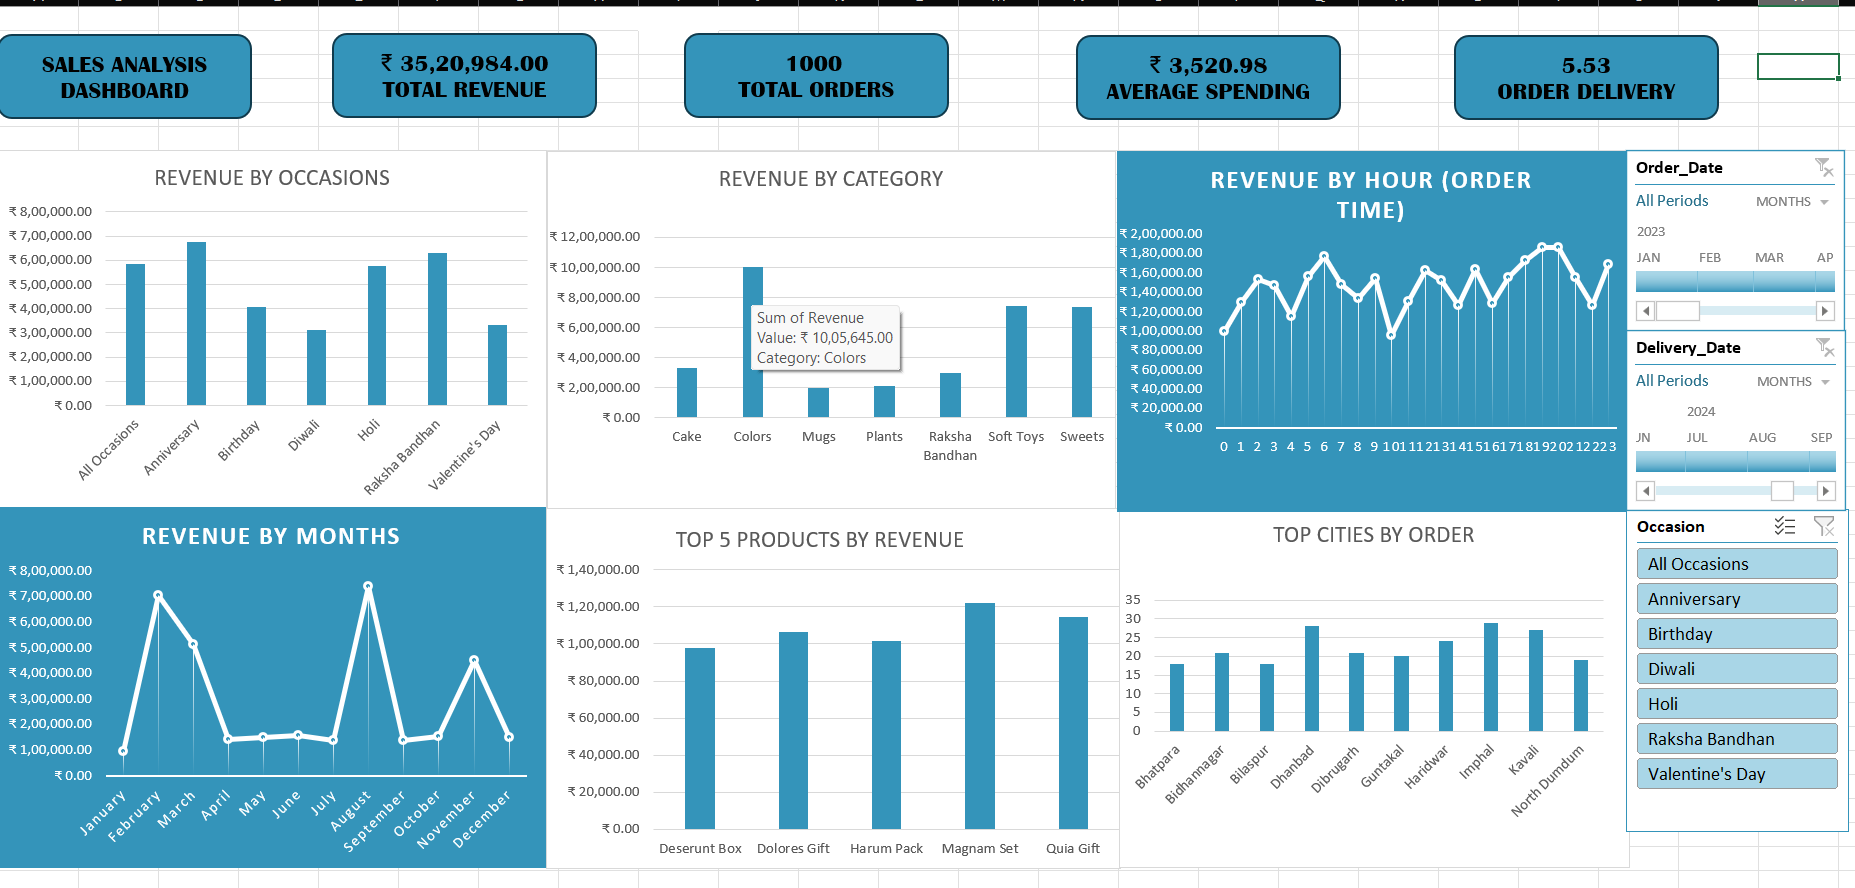 SALES ANALYSIS
DASHBOARD
₹ 35,20,984.00
TOTAL REVENUE
1000
TOTAL ORDERS
₹ 3,520.98
AVERAGE SPENDING
5.53
ORDER DELIVERY
REVENUE BY OCCASIONS
₹ 8,00,000.00
₹ 7,00,000.00
₹ 6,00,000.00
₹ 5,00,000.00
₹ 4,00,000.00
₹ 3,00,000.00
₹ 2,00,000.00
₹ 1,00,000.00
₹ 0.00
All Occasions
Anniversary
Birthday
Diwali
Holi
Raksha Bandhan
Valentine's Day
REVENUE BY CATEGORY
₹ 12,00,000.00
₹ 10,00,000.00
₹ 8,00,000.00
₹ 6,00,000.00
₹ 4,00,000.00
₹ 2,00,000.00
₹ 0.00
Sum of Revenue
Value: ₹ 10,05,645.00
Category: Colors
Cake Colors Mugs Plants Raksha Soft Toys Sweets
Bandhan
REVENUE BY HOUR (ORDER
TIME)
₹ 2,00,000.00
₹ 1,80,000.00
₹ 1,60,000.00
₹ 1,40,000.00
₹ 1,20,000.00
₹ 1,00,000.00
₹ 80,000.00
₹ 60,000.00
₹ 40,000.00
₹ 20,000.00
₹ 0.00
0 1 2 3 4 5 6 7 8 9 10 11 12 13 14 15 16 17 18 19 20 21 22 23
Order_Date
All Periods MONTHS
2023
JAN FEB MAR AP
Delivery_Date
All Periods MONTHS
2024
JN JUL AUG SEP
REVENUE BY MONTHS
₹ 8,00,000.00
₹ 7,00,000.00
₹ 6,00,000.00
₹ 5,00,000.00
₹ 4,00,000.00
₹ 3,00,000.00
₹ 2,00,000.00
₹ 1,00,000.00
₹ 0.00
January
February
March
April
May
June
July
August
September
October
November
December
TOP 5 PRODUCTS BY REVENUE
₹ 1,40,000.00
₹ 1,20,000.00
₹ 1,00,000.00
₹ 80,000.00
₹ 60,000.00
₹ 40,000.00
₹ 20,000.00
₹ 0.00
Deserunt Box Dolores Gift Harum Pack Magnam Set Quia Gift
TOP CITIES BY ORDER
35
30
25
20
15
10
5
0
Bhatpara
Bidhannagar
Bilaspur
Dhanbad
Dibrugarh
Guntakal
Haridwar
Imphal
Kavali
North Dumdum
Occasion
All Occasions
Anniversary
Birthday
Diwali
Holi
Raksha Bandhan
Valentine's Day